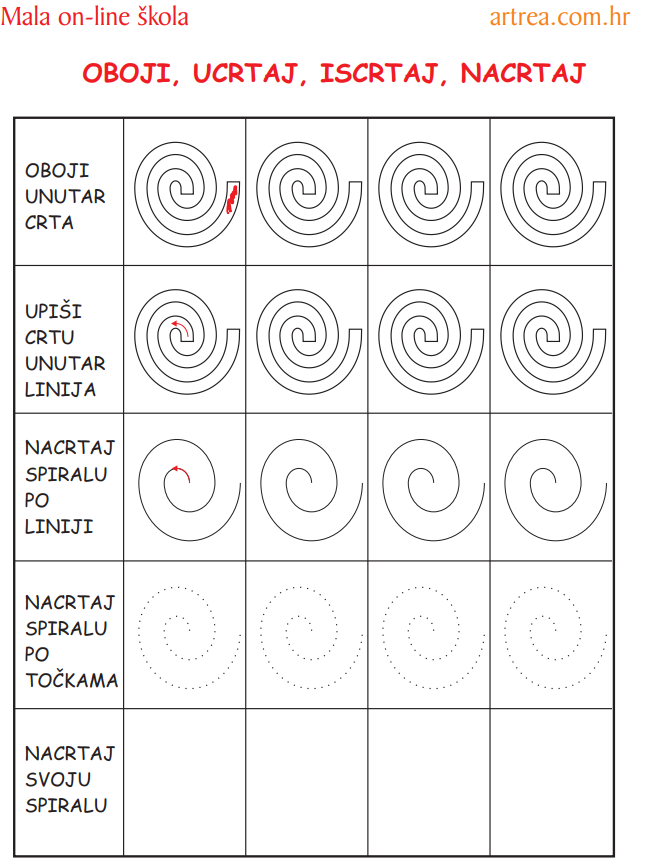 Mala on-line škola
artrea.com.hr
OBOJI, UCRTAJ, ISCRTAJ, NACRTAJ
OBOJI
UNUTAR
CRTA
UPIŠI
CRTU
UNUTAR
LINIJA
NACRTAJ
SPIRALU
PO
LINIJI
NACRTAJ
SPIRALU
PO
TOČKAMA
NACRTAJ
SVOJU
SPIRALU